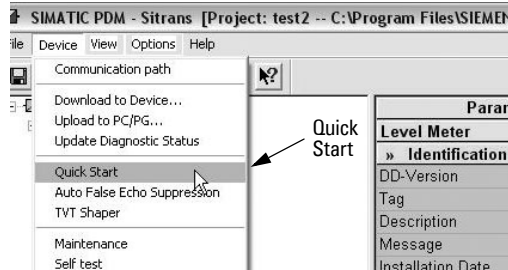 SIMATIC PDM - Sitrans [Project: test2 -- C:\Program Files\SIEMEN
File Device View Options Help
Communication path
Download to Device...
Upload to PC/PG...
Update Diagnostic Status
Quick Start
Auto False Echo Suppression
TVT Shaper
Maintenance
Self test
Quick
Start
Paran
Level Meter
» Identification
DD-Version
Tag
Description
Message
Installation Date